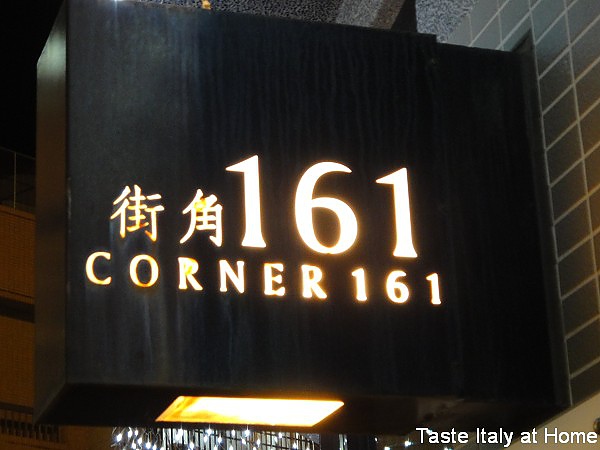 街角161
CORNER 161
Taste Italy at Home